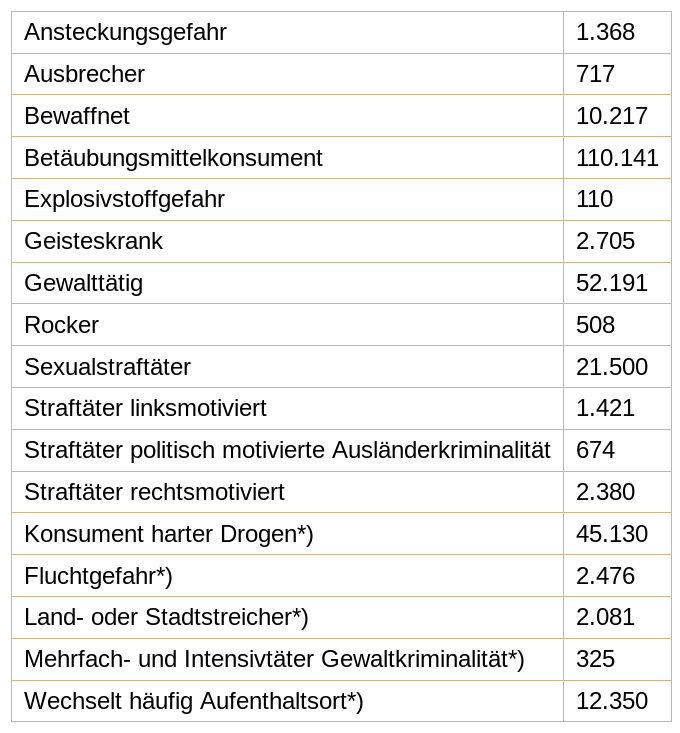 Ansteckungsgefahr 1.368
Ausbrecher 717
Bewaffnet 10.217
Betäubungsmittelkonsument 110.141
Explosivstoffgefahr 110
Geisteskrank 2.705
Gewalttätig 52.191
Rocker 508
Sexualstraftäter 21.500
Straftäter linksmotiviert 1.421
Straftäter politisch motivierte Ausländerkriminalität 674
Straftäter rechtsmotiviert 2.380
Konsument harter Drogen*) 45.130
Fluchtgefahr*) 2.476
Land- oder Stadtstreicher*) 2.081
Mehrfach- und Intensivtäter Gewaltkriminalität*) 325
Wechselt häufig Aufenthaltsort*) 12.350